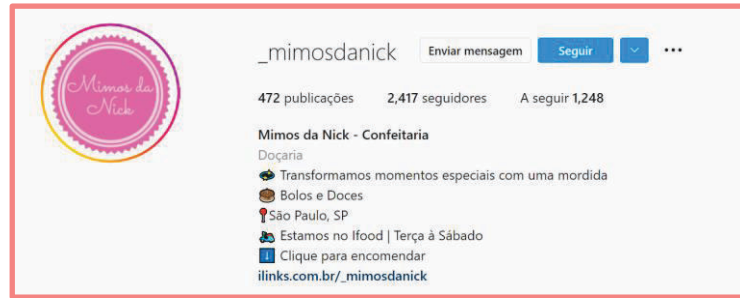 Mimos da
Nick
_mimosdanick Enviar mensagem Seguir
472 publicações 2,417 seguidores A seguir 1,248
Mimos da Nick - Confeitaria
Doçaria
Transformamos momentos especiais com uma mordida
Bolos e Doces
São Paulo, SP
Estamos no Ifood | Terça à Sábado
Clique para encomendar
ilinks.com.br/_mimosdanick